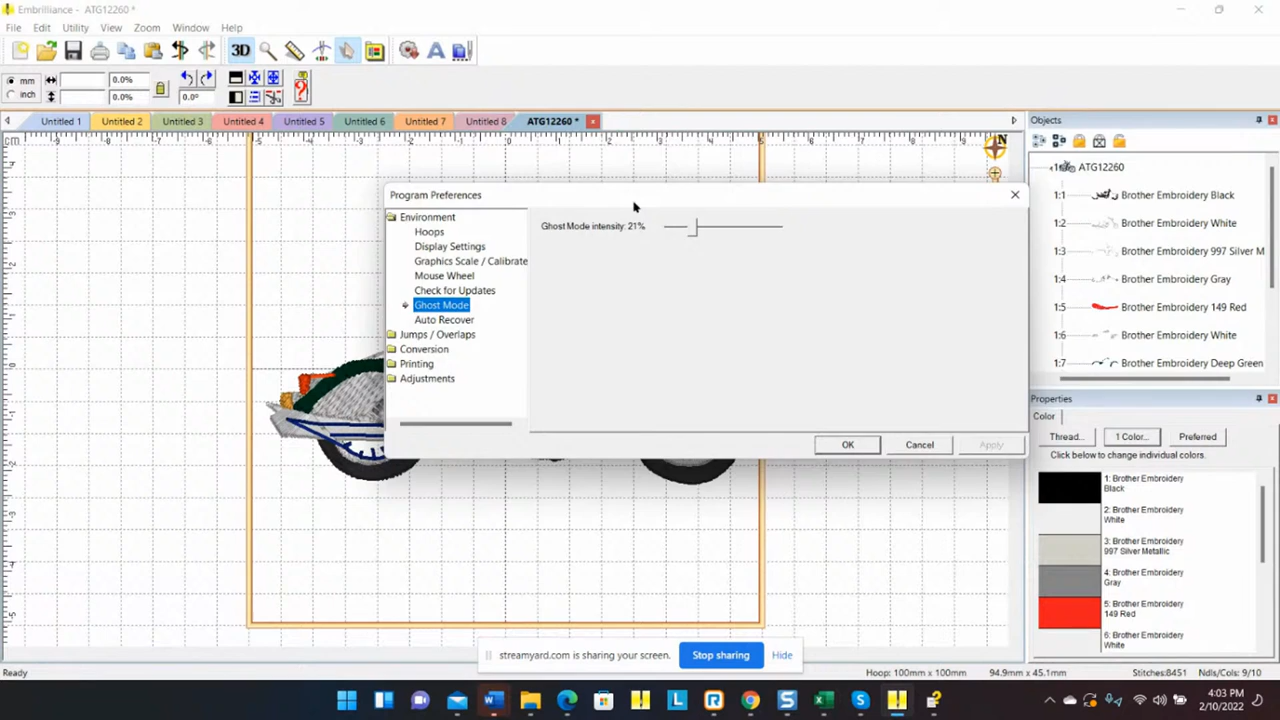 Embrilliance - ATG12260 *
File Edit Utility View Zoom Window Help
3D A
mm 0.0%
inch 0.0% 0.0°
Untitled 1 Untitled 2 Untitled 3 Untitled 4 Untitled 5 Untitled 6 Untitled 7 Untitled 8 ATG12260 * x
cm
N
Program Preferences
Environment
Hoops
Display Settings
Graphics Scale / Calibrate
Mouse Wheel
Check for Updates
Ghost Mode
Auto Recover
Jumps / Overlaps
Conversion
Printing
Adjustments
Ghost Mode intensity: 21%
OK Cancel Apply
Objects
ATG12260
1:1 Brother Embroidery Black
1:2 Brother Embroidery White
1:3 Brother Embroidery 997 Silver M
1:4 Brother Embroidery Gray
1:5 Brother Embroidery 149 Red
1:6 Brother Embroidery White
1:7 Brother Embroidery Deep Green
Properties
Color
Thread... 1 Color... Preferred
Click below to change individual colors.
1: Brother Embroidery
Black
2: Brother Embroidery
White
3: Brother Embroidery
997 Silver Metallic
4: Brother Embroidery
Gray
5: Brother Embroidery
149 Red
6: Brother Embroidery
White
streamyard.com is sharing your screen. Stop sharing Hide
Ready Hoop: 100mm x 100mm 94.9mm x 45.1mm Stitches:8451 Ndls/Clrs: 9/10
4:03 PM
2/10/2022